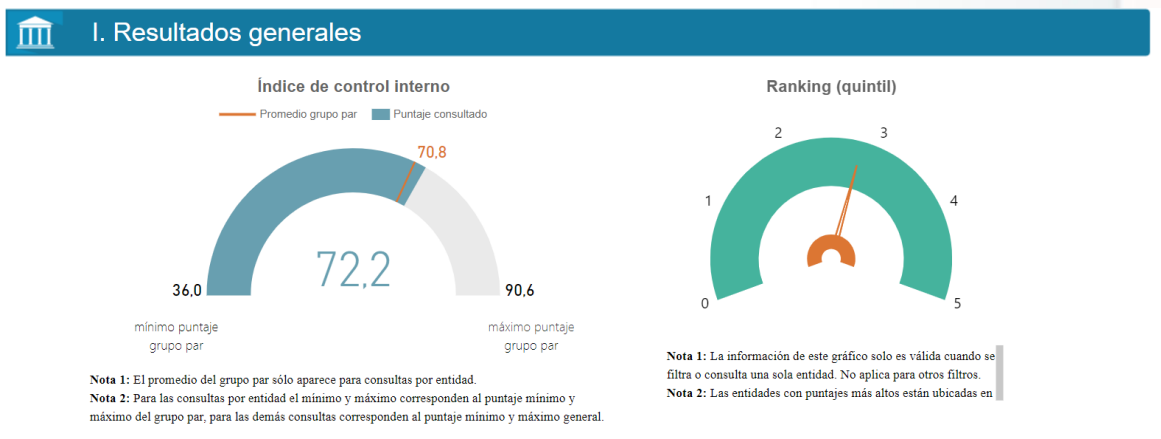 I. Resultados generales
Índice de control interno
Promedio grupo par
Puntaje consultado
70,8
72,2
36,0
90,6
mínimo puntaje
grupo par
máximo puntaje
grupo par
Nota 1: El promedio del grupo par sólo aparece para consultas por entidad.
Nota 2: Para las consultas por entidad el mínimo y máximo corresponden al puntaje mínimo y
máximo del grupo par, para las demás consultas corresponden al puntaje mínimo y máximo general.
Ranking (quintil)
0
1
2
3
4
5
Nota 1: La información de este gráfico solo es válida cuando se
filtra o consulta una sola entidad. No aplica para otros filtros.
Nota 2: Las entidades con puntajes más altos están ubicadas en